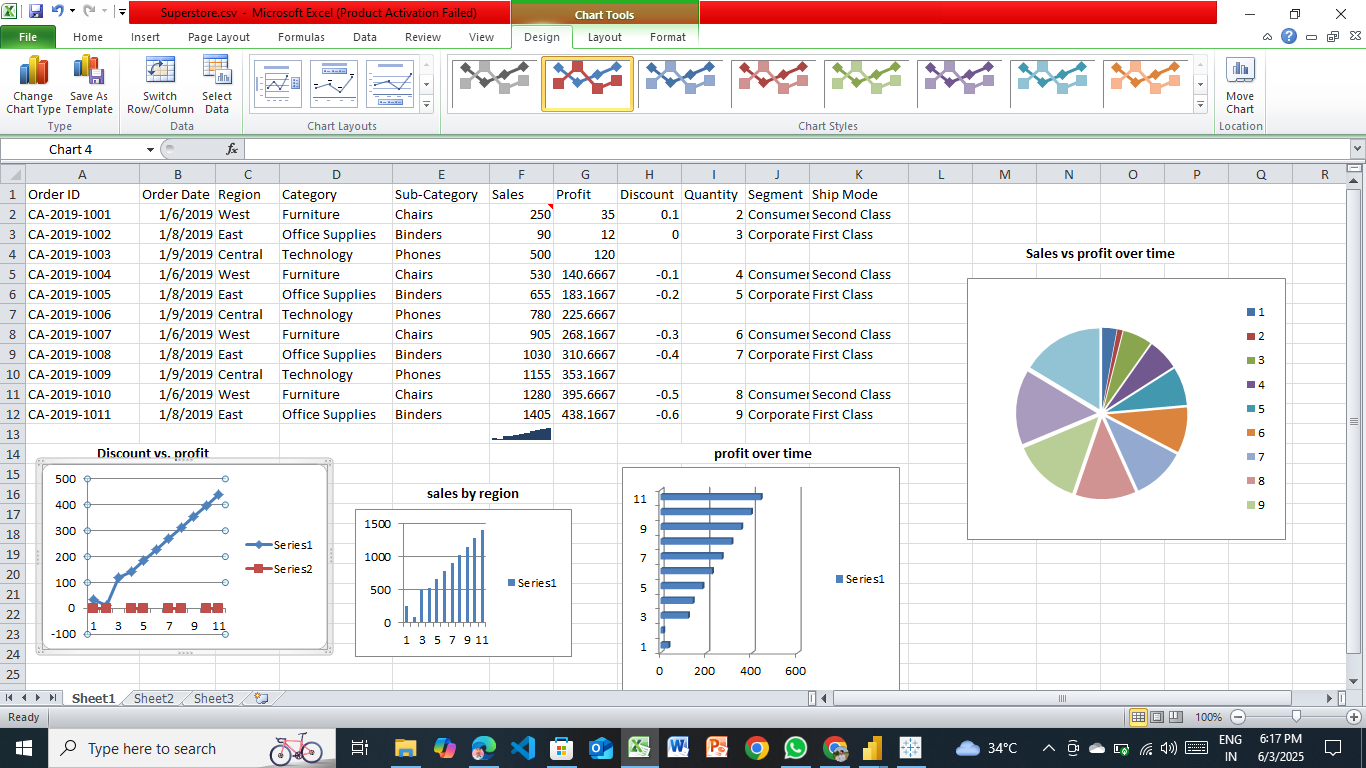 Superstore.csv - Microsoft Excel (Product Activation Failed)
Chart Tools
File Home Insert Page Layout Formulas Data Review View Design Layout Format
Change Chart Type
Save As Template
Switch Row/Column
Select Data
Move Chart
Type Data Chart Layouts Chart Styles Location
Chart 4 fx
A B C D E F G H I J K L M N O P Q R
1 Order ID Order Date Region Category Sub-Category Sales Profit Discount Quantity Segment Ship Mode
2 CA-2019-1001 1/6/2019 West Furniture Chairs 250 35 0.1 2 Consumer Second Class
3 CA-2019-1002 1/8/2019 East Office Supplies Binders 90 12 0 3 Corporate First Class
4 CA-2019-1003 1/9/2019 Central Technology Phones 500 120
5 CA-2019-1004 1/6/2019 West Furniture Chairs 530 140.6667 -0.1 4 Consumer Second Class
6 CA-2019-1005 1/8/2019 East Office Supplies Binders 655 183.1667 -0.2 5 Corporate First Class
7 CA-2019-1006 1/9/2019 Central Technology Phones 780 225.6667
8 CA-2019-1007 1/6/2019 West Furniture Chairs 905 268.1667 -0.3 6 Consumer Second Class
9 CA-2019-1008 1/8/2019 East Office Supplies Binders 1030 310.6667 -0.4 7 Corporate First Class
10 CA-2019-1009 1/9/2019 Central Technology Phones 1155 353.1667
11 CA-2019-1010 1/6/2019 West Furniture Chairs 1280 395.6667 -0.5 8 Consumer Second Class
12 CA-2019-1011 1/8/2019 East Office Supplies Binders 1405 438.1667 -0.6 9 Corporate First Class
13
14
15
16
17
18
19
20
21
22
23
24
25
Discount vs. profit
500
400
300
200
100
0
-100
1 3 5 7 9 11
Series1
Series2
sales by region
1500
1000
500
0
1 3 5 7 9 11
Series1
profit over time
11
9
7
5
3
1
0 200 400 600
Series1
Sales vs profit over time
1
2
3
4
5
6
7
8
9
Sheet1 Sheet2 Sheet3
Ready 100%
Type here to search
34°C
ENG
IN
6:17 PM
6/3/2025